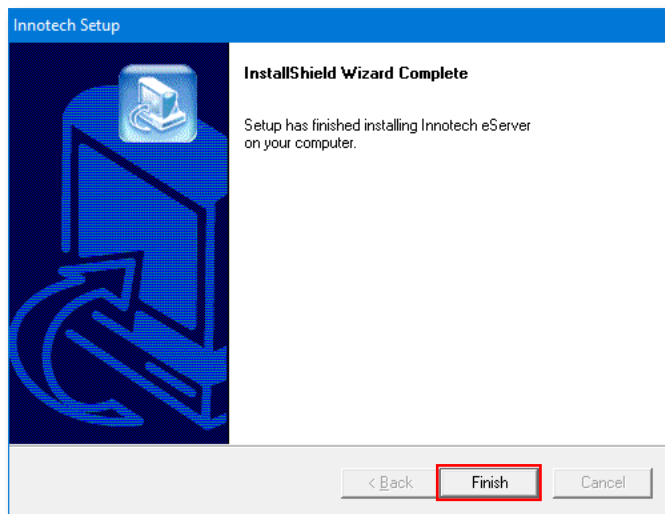 Innotech Setup
InstallShield Wizard Complete
Setup has finished installing Innotech eServer
on your computer.
< Back
Finish
Cancel